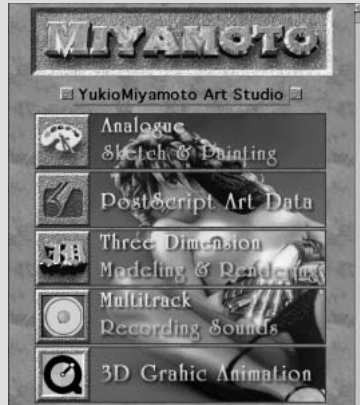 MIYAMOTO
YukioMiyamoto Art Studio
Analogue
Sketch & Painting
PostScript Art Data
Three Dimension
Modeling & Rendering
Multitrack
Recording Sounds
3D Grahic Animation